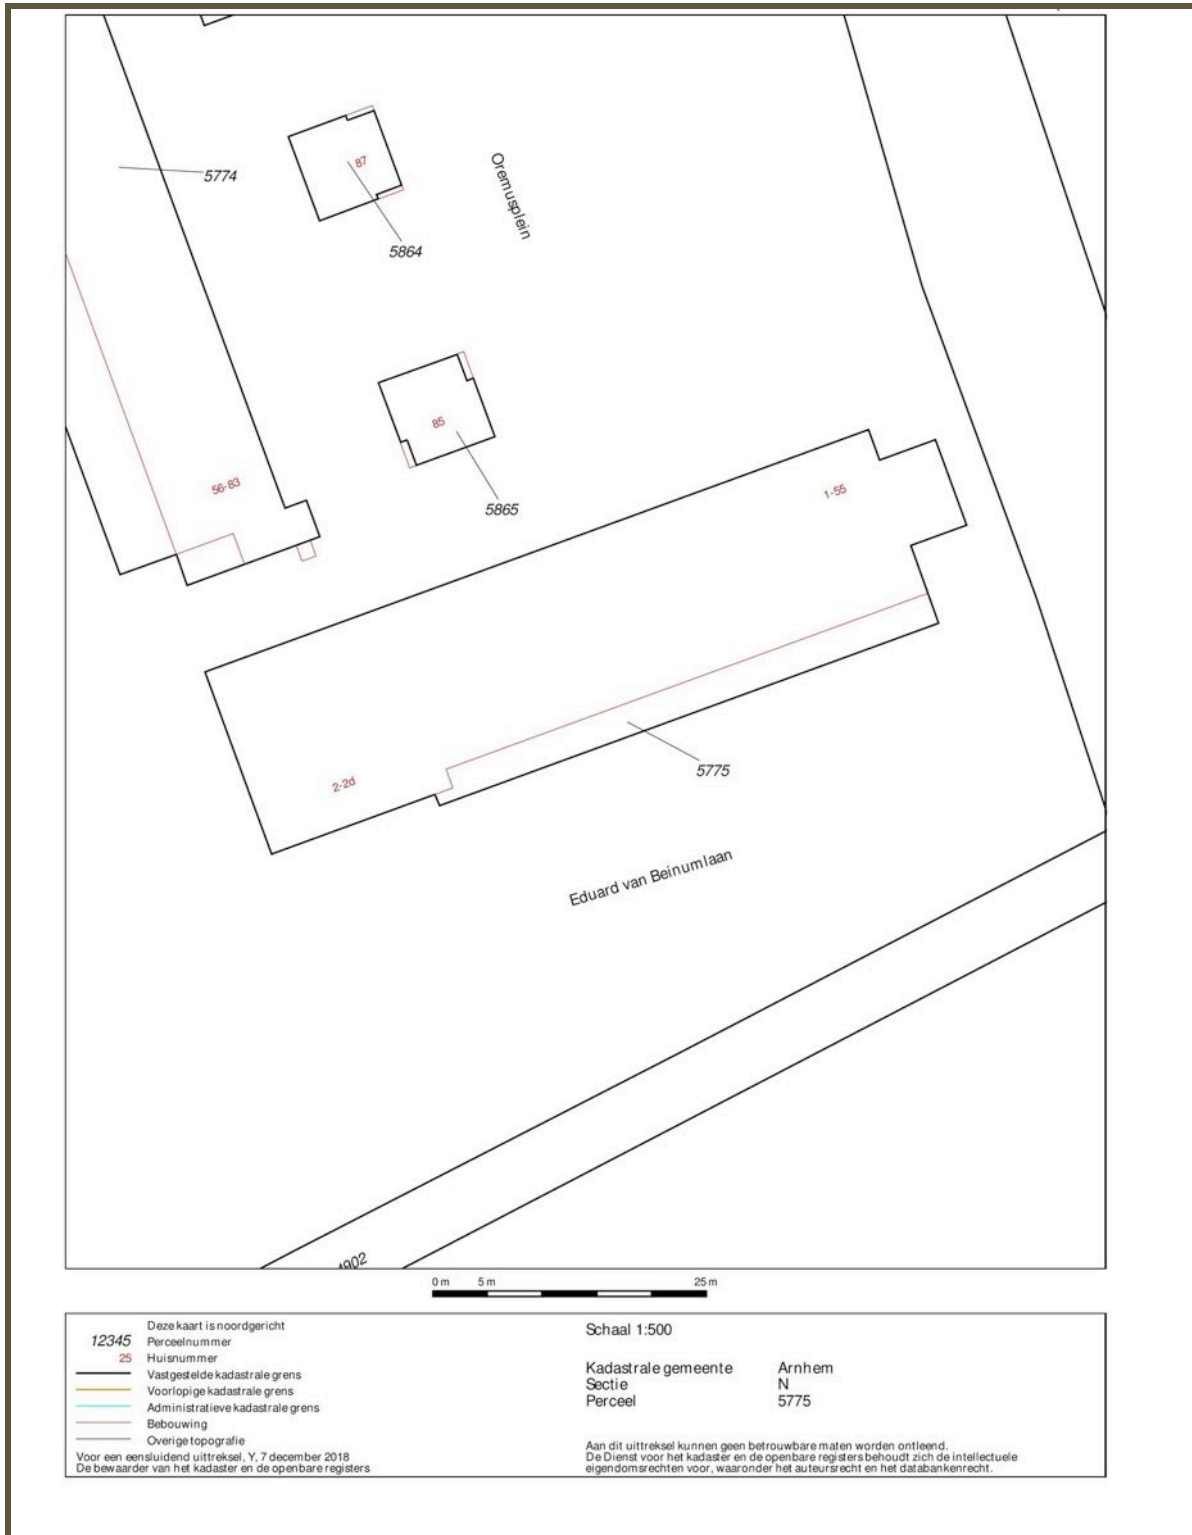 87
5774
Oremusplein
5864
85
56-83
1-55
5865
5775
2-2d
Eduard van Beinumlaan
4902
0 m 5 m 25 m
Deze kaart is noordgericht
12345 Perceelnummer
25 Huisnummer
Vastgestelde kadastrale grens
Voorlopige kadastrale grens
Administratieve kadastrale grens
Bebouwing
Overige topografie
Voor een eensluidend uittreksel, Y, 7 december 2018
De bewaarder van het kadaster en de openbare registers
Schaal 1:500
Kadastrale gemeente Arnhem
Sectie N
Perceel 5775
Aan dit uittreksel kunnen geen betrouwbare maten worden ontleend.
De Dienst voor het kadaster en de openbare registers behoudt zich de intellectuele
eigendomsrechten voor, waaronder het auteursrecht en het databankenrecht.